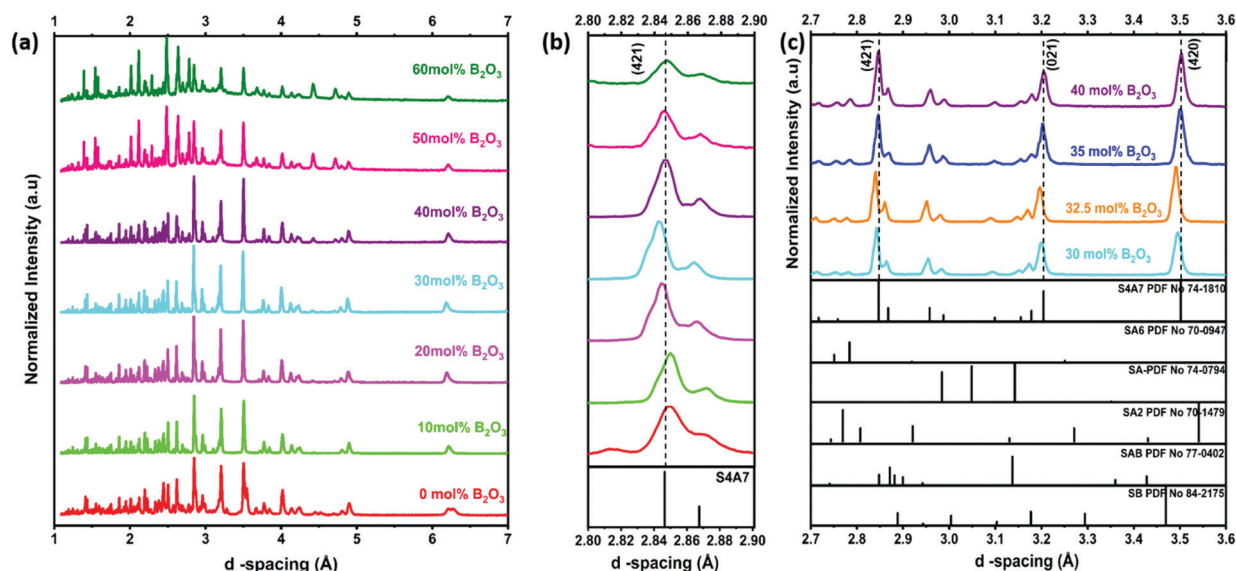 (a)
1 2 3 4 5 6 7
60mol% B₂O₃
50mol% B₂O₃
40mol% B₂O₃
30mol% B₂O₃
20mol% B₂O₃
10mol% B₂O₃
0 mol% B₂O₃
Normalized Intensity (a.u)
1 2 3 4 5 6 7
d -spacing (Å)
(b)
2.80 2.82 2.84 2.86 2.88 2.90
(421)
S4A7
2.80 2.82 2.84 2.86 2.88 2.90
d -spacing (Å)
(c)
2.7 2.8 2.9 3.0 3.1 3.2 3.3 3.4 3.5 3.6
(421)
(021)
(420)
40 mol% B₂O₃
35 mol% B₂O₃
32.5 mol% B₂O₃
30 mol% B₂O₃
S4A7 PDF No 74-1810
SA6 PDF No 70-0947
SA-PDF No 74-0794
SA2 PDF No 70-1479
SAB PDF No 77-0402
SB PDF No 84-2175
Normalized Intensity (a.u)
2.7 2.8 2.9 3.0 3.1 3.2 3.3 3.4 3.5 3.6
d -spacing (Å)